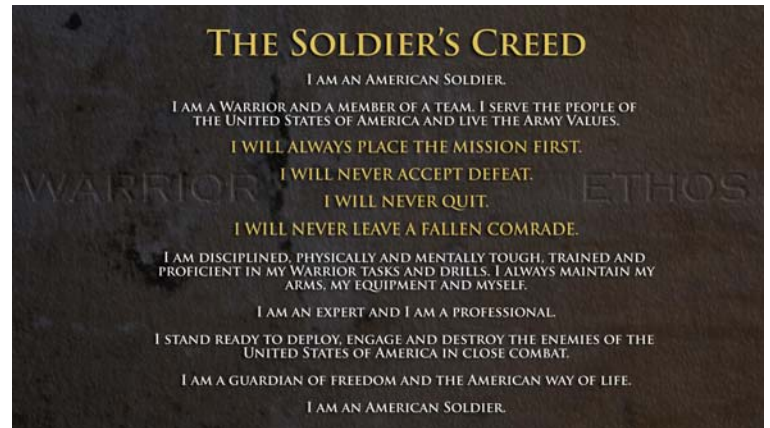 THE SOLDIER'S CREED
I AM AN AMERICAN SOLDIER.
I AM A WARRIOR AND A MEMBER OF A TEAM. I SERVE THE PEOPLE OF
THE UNITED STATES OF AMERICA AND LIVE THE ARMY VALUES.
I WILL ALWAYS PLACE THE MISSION FIRST.
I WILL NEVER ACCEPT DEFEAT.
WARRIOR ETHOS
I WILL NEVER QUIT.
I WILL NEVER LEAVE A FALLEN COMRADE.
I AM DISCIPLINED, PHYSICALLY AND MENTALLY TOUGH, TRAINED AND
PROFICIENT IN MY WARRIOR TASKS AND DRILLS. I ALWAYS MAINTAIN MY
ARMS, MY EQUIPMENT AND MYSELF.
I AM AN EXPERT AND I AM A PROFESSIONAL.
I STAND READY TO DEPLOY, ENGAGE AND DESTROY THE ENEMIES OF THE
UNITED STATES OF AMERICA IN CLOSE COMBAT.
I AM A GUARDIAN OF FREEDOM AND THE AMERICAN WAY OF LIFE.
I AM AN AMERICAN SOLDIER.